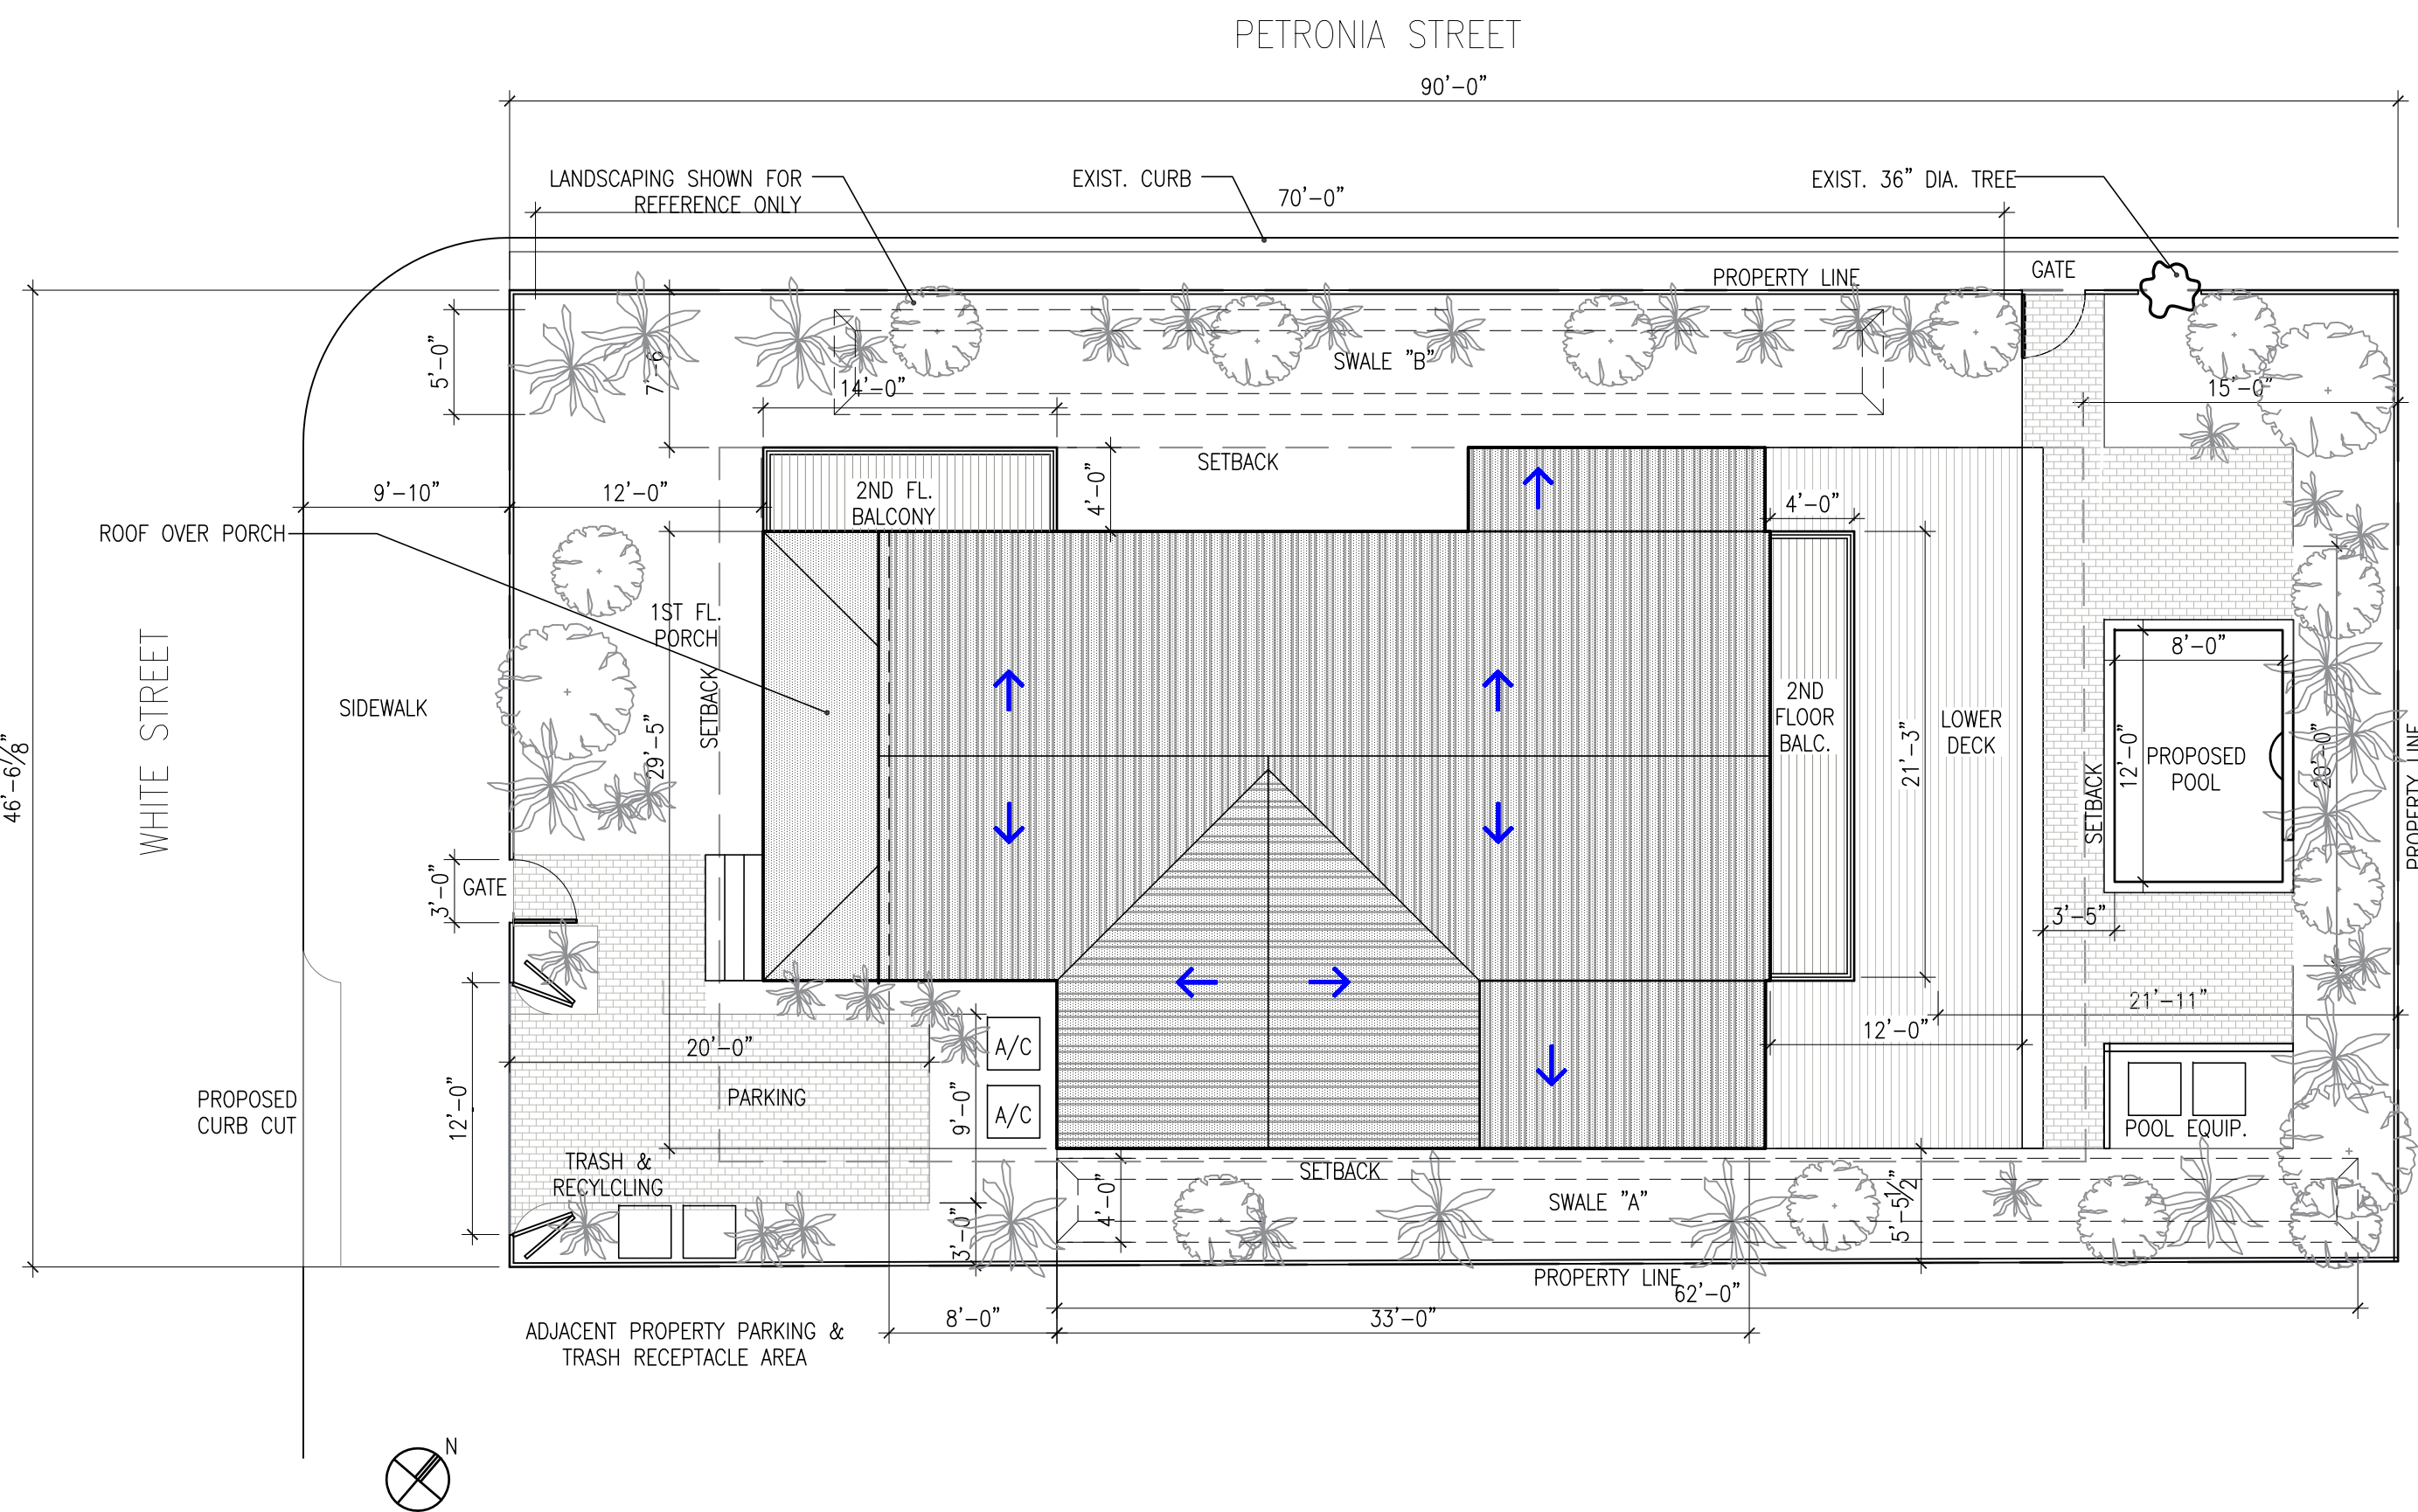 PETRONIA STREET
90'-0"
LANDSCAPING SHOWN FOR
REFERENCE ONLY
EXIST. CURB
70'-0"
EXIST. 36" DIA. TREE
PROPERTY LINE
GATE
5'-0"
7'-6
14'-0"
SWALE "B"
15'-0"
SETBACK
9'-10"
12'-0"
2ND FL.
BALCONY
4'-0"
4'-0"
ROOF OVER PORCH
1ST FL.
PORCH
SETBACK
29'-5"
WHITE STREET
SIDEWALK
46'-6⅞"
2ND
FLOOR
BALC.
21'-3"
LOWER
DECK
SETBACK
12'-0"
8'-0"
PROPOSED
POOL
20'-0"
PROPERTY LINE
3'-0"
GATE
3'-5"
21'-11"
12'-0"
20'-0"
A/C
A/C
PARKING
9'-0"
12'-0"
PROPOSED
CURB CUT
POOL EQUIP.
TRASH &
RECYLCLING
SETBACK
4'-0"
SWALE "A"
5'-5½"
3'-0"
PROPERTY LINE
62'-0"
8'-0"
33'-0"
ADJACENT PROPERTY PARKING &
TRASH RECEPTACLE AREA
N